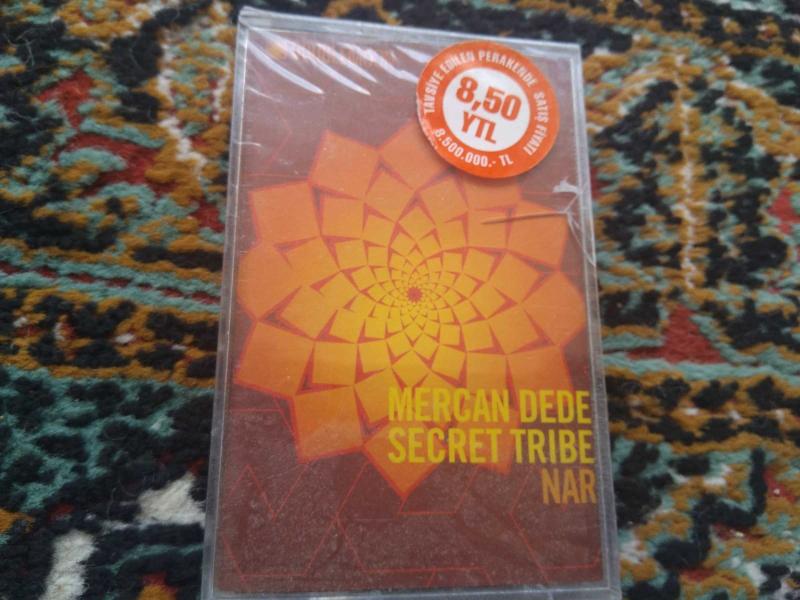 TAVSİYE EDİLEN PERAKENDE SATIŞ FİYATI
8,50
YTL
8.500.000.- TL
MERCAN DEDE
SECRET TRIBE
NAR